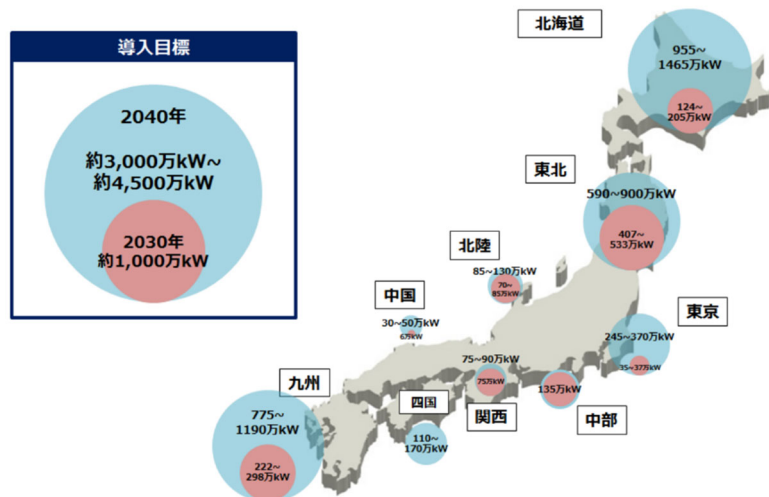 導入目標
2040年
約3,000万kW~
約4,500万kW
2030年
約1,000万kW
北海道
955~
1465万kW
124~
205万kW
東北
590~900万kW
407~
533万kW
北陸
85~130万kW
70~
85万kW
中国
30~50万kW
6万kW
東京
245~370万kW
35~37万kW
75~90万kW
75万kW
関西
135万kW
中部
九州
775~
1190万kW
222~
298万kW
四国
110~
170万kW